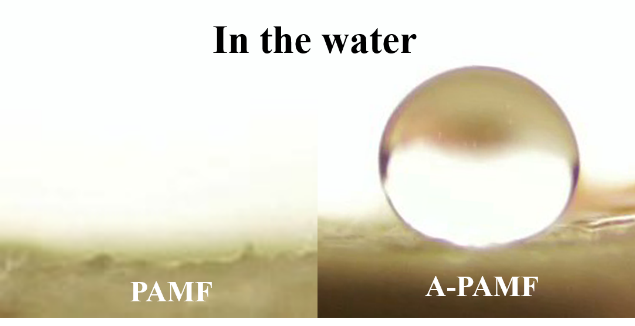 In the water
PAMF
A-PAMF